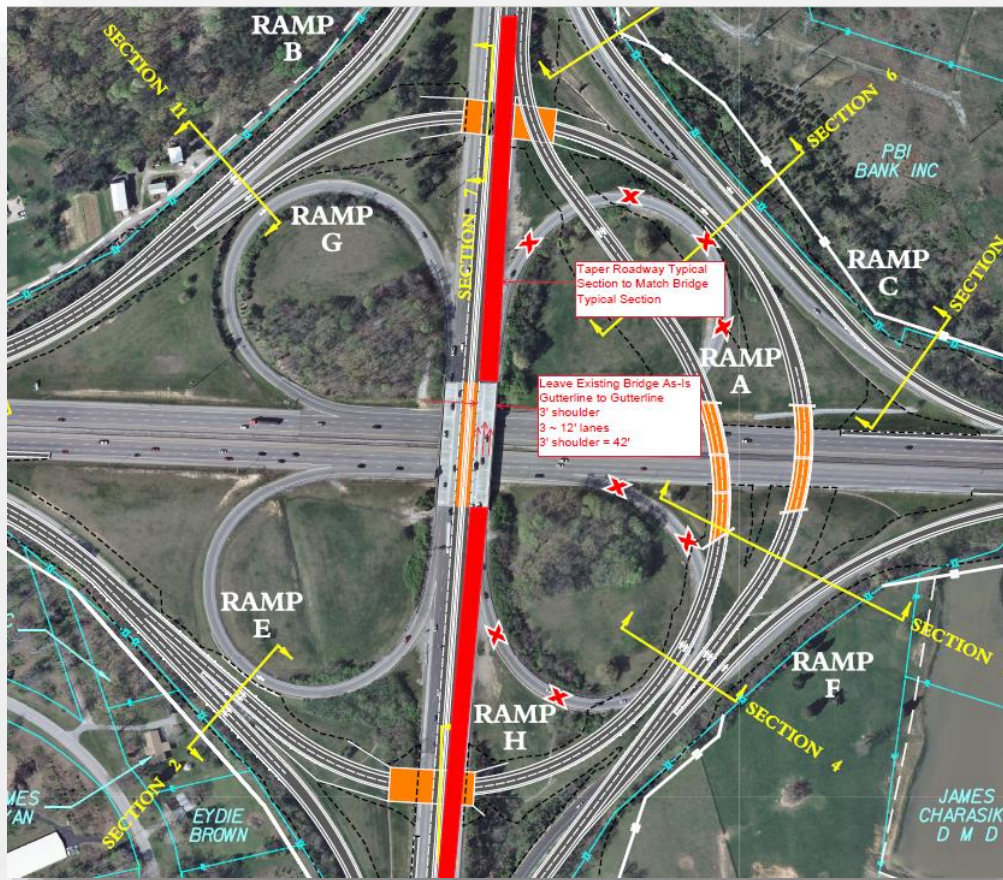 RAMP
B
SECTION 11
SECTION 6
PBI
BANK INC
RAMP
G
SECTION 7
RAMP
C
SECTION
Taper Roadway Typical
Section to Match Bridge
Typical Section
RAMP
A
Leave Existing Bridge As-Is
Gutterline to Gutterline
3' shoulder
3 ~ 12' lanes
3' shoulder = 42'
RAMP
E
SECTION
RAMP
F
RAMP
H
SECTION 4
SECTION 2
EYDIE
BROWN
JAMES
CHARASIK
D M D